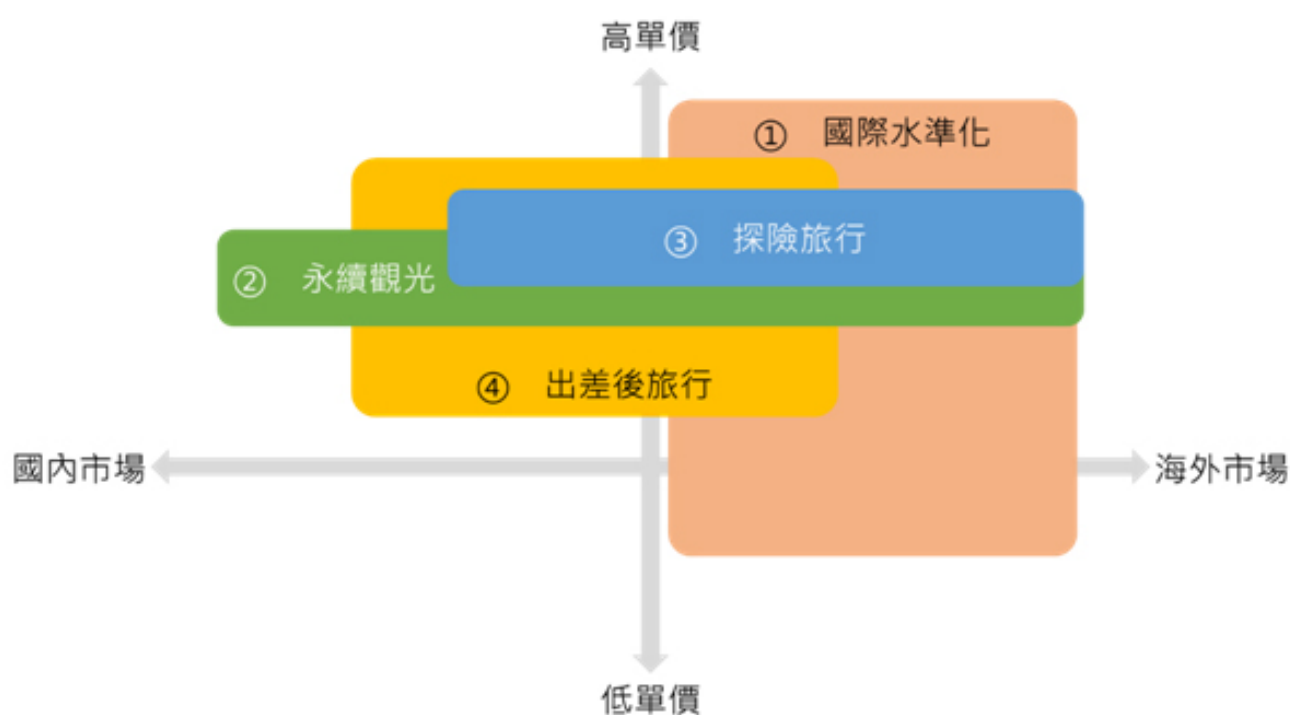 高單價
① 國際水準化
③ 探險旅行
② 永續觀光
④ 出差後旅行
國內市場
海外市場
低單價